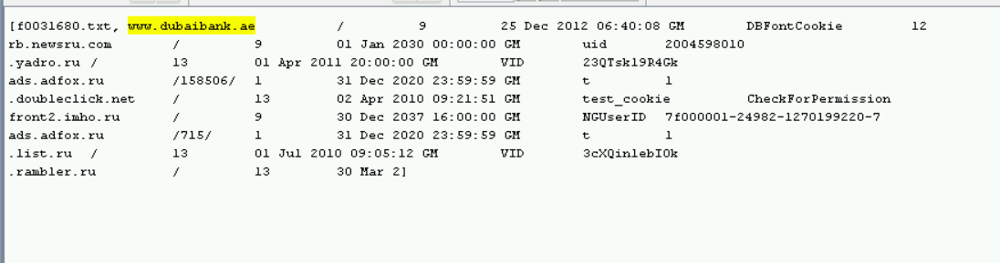 [f0031680.txt, www.dubaibank.ae / 9 25 Dec 2012 06:40:08 GM DBFontCookie 12
rb.newsru.com / 9 01 Jan 2030 00:00:00 GM uid 2004598010
.yadro.ru / 13 01 Apr 2011 20:00:00 GM VID 23QTskl9R4Gk
ads.adfox.ru /158506/ 1 31 Dec 2020 23:59:59 GM t 1
.doubleclick.net / 13 02 Apr 2010 09:21:51 GM test_cookie CheckForPermission
front2.imho.ru / 9 30 Dec 2037 16:00:00 GM NGUserID 7f000001-24982-1270199220-7
ads.adfox.ru /715/ 1 31 Dec 2020 23:59:59 GM t 1
.list.ru / 13 01 Jul 2010 09:05:12 GM VID 3cXQin1ebI0k
.rambler.ru / 13 30 Mar 2]